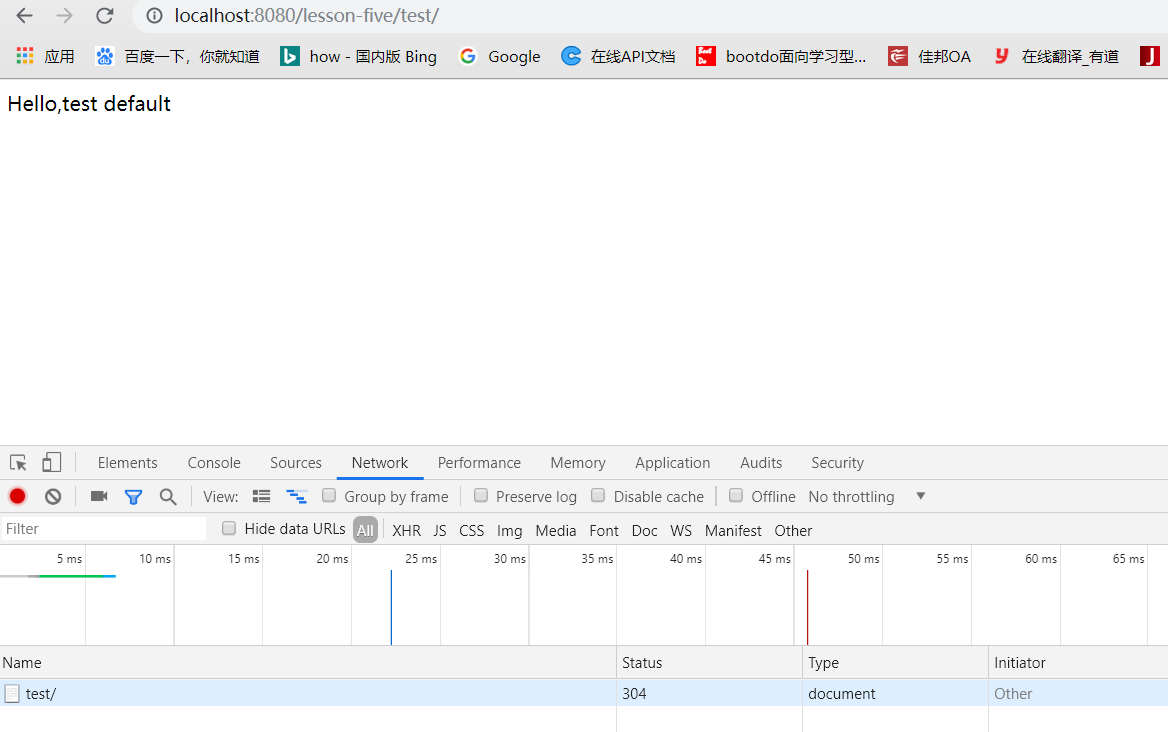 localhost:8080/lesson-five/test/
应用 百度一下，你就知道 how - 国内版 Bing Google 在线API文档 bootdo面向学习型... 佳邦OA 在线翻译_有道
Hello,test default
Elements Console Sources Network Performance Memory Application Audits Security
View: Group by frame Preserve log Disable cache Offline No throttling
Filter Hide data URLs All XHR JS CSS Img Media Font Doc WS Manifest Other
5 ms 10 ms 15 ms 20 ms 25 ms 30 ms 35 ms 40 ms 45 ms 50 ms 55 ms 60 ms 65 ms
Name Status Type Initiator
test/ 304 document Other